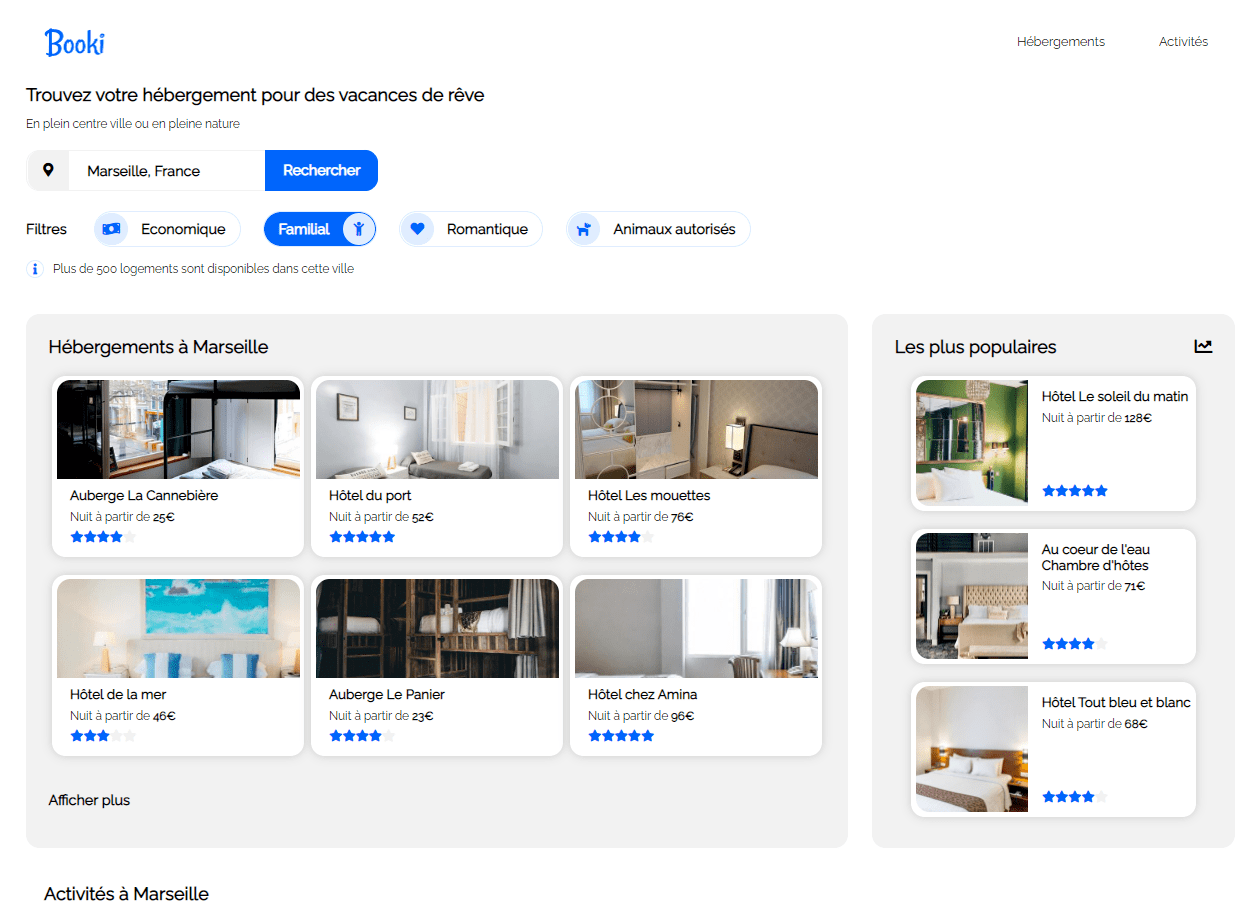 Booki
Hébergements
Activités
Trouvez votre hébergement pour des vacances de rêve
En plein centre ville ou en pleine nature
Marseille, France
Rechercher
Filtres
Economique
Familial
Romantique
Animaux autorisés
Plus de 500 logements sont disponibles dans cette ville
Hébergements à Marseille
Auberge La Cannebière
Nuit à partir de 25€
Hôtel du port
Nuit à partir de 52€
Hôtel Les mouettes
Nuit à partir de 76€
Hôtel de la mer
Nuit à partir de 46€
Auberge Le Panier
Nuit à partir de 23€
Hôtel chez Amina
Nuit à partir de 96€
Afficher plus
Les plus populaires
Hôtel Le soleil du matin
Nuit à partir de 128€
Au coeur de l'eau
Chambre d'hôtes
Nuit à partir de 71€
Hôtel Tout bleu et blanc
Nuit à partir de 68€
Activités à Marseille